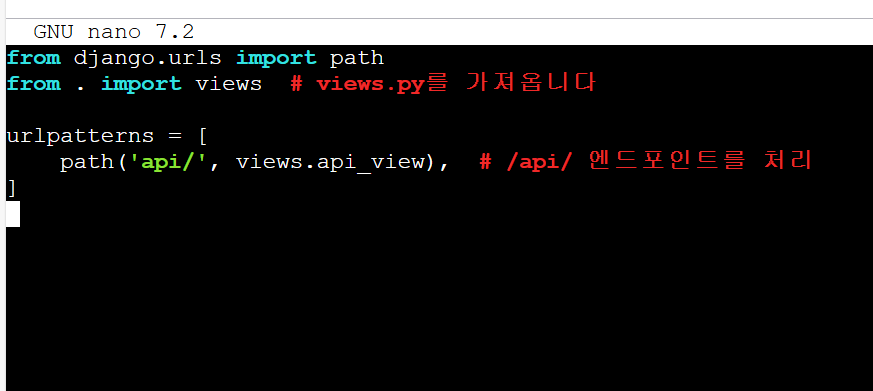 GNU nano 7.2
from django.urls import path
from . import views  # views.py를 가져옵니다
urlpatterns = [
    path('api/', views.api_view),  # /api/ 엔드포인트를 처리
]